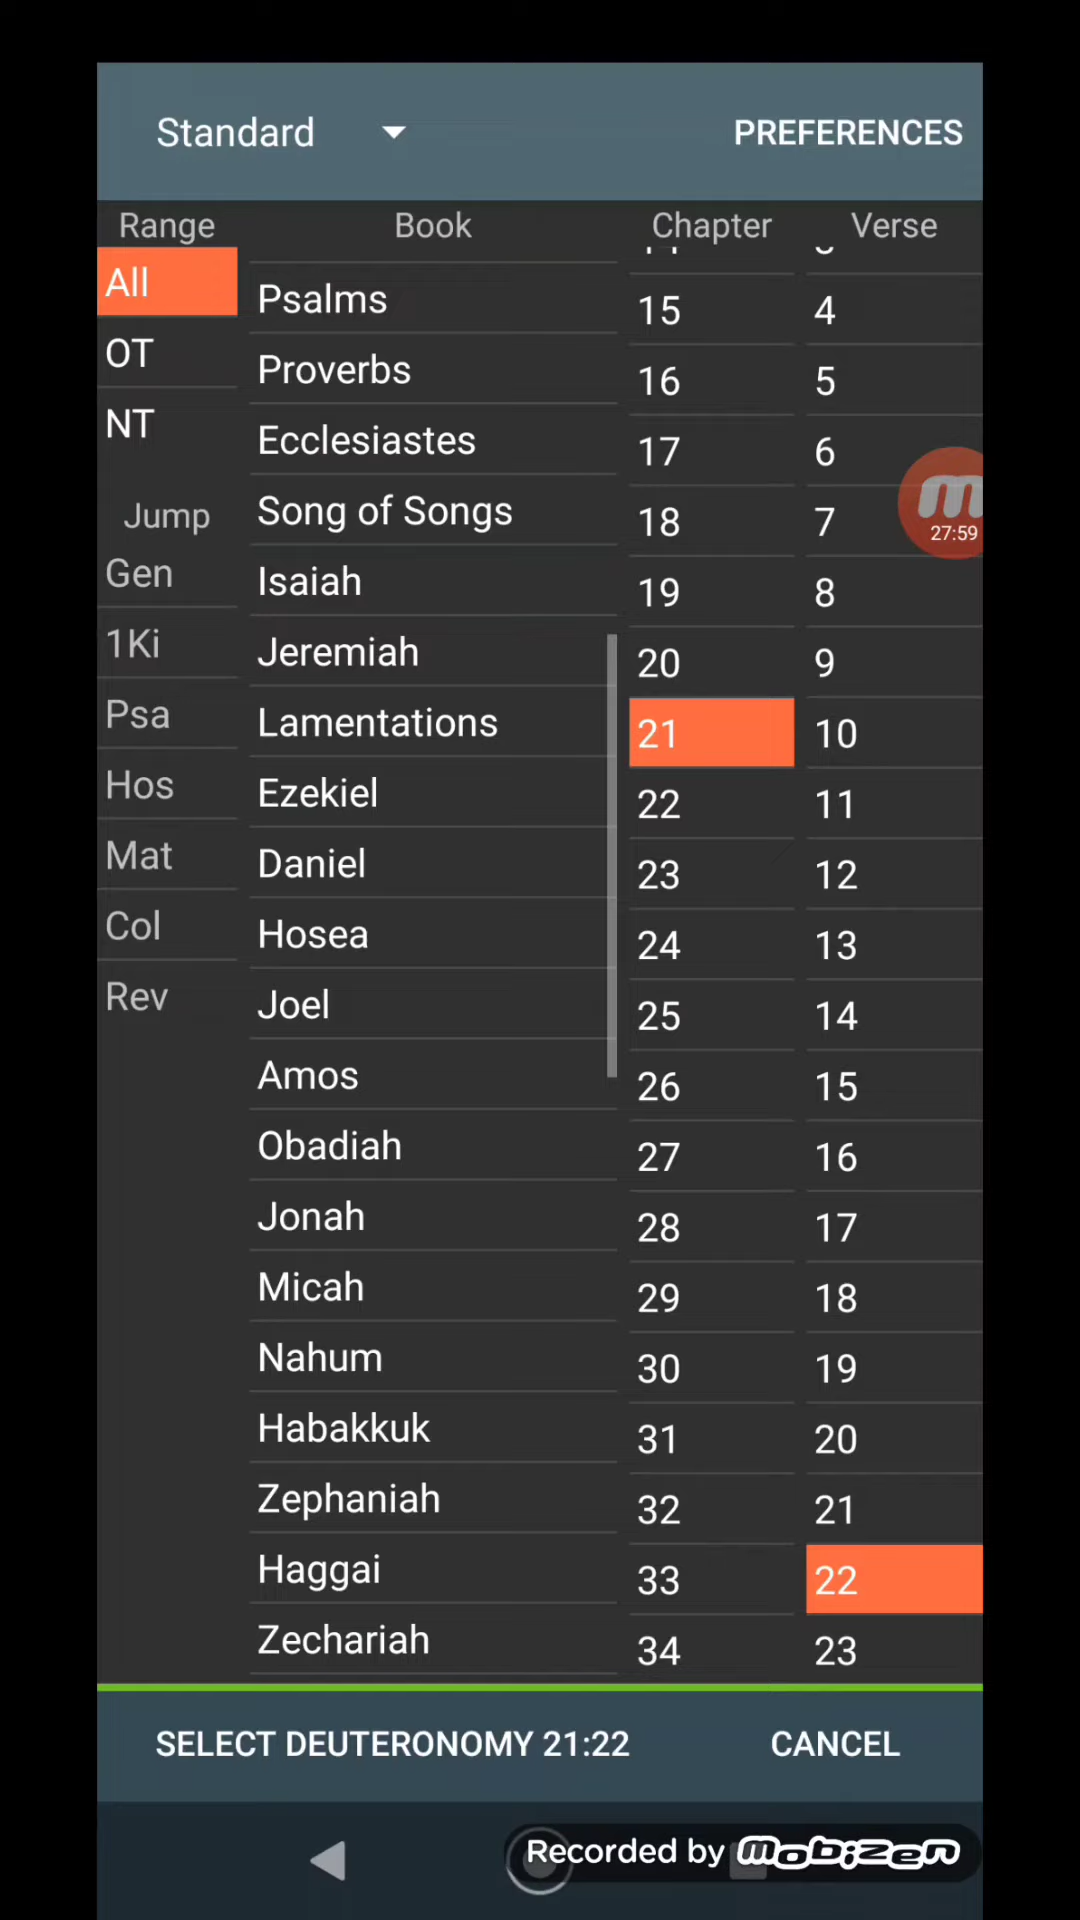 Standard
PREFERENCES
Range
Book
Chapter
Verse
All
OT
NT
Jump
Gen
1Ki
Psa
Hos
Mat
Col
Rev
Psalms
Proverbs
Ecclesiastes
Song of Songs
Isaiah
Jeremiah
Lamentations
Ezekiel
Daniel
Hosea
Joel
Amos
Obadiah
Jonah
Micah
Nahum
Habakkuk
Zephaniah
Haggai
Zechariah
15
16
17
18
19
20
21
22
23
24
25
26
27
28
29
30
31
32
33
34
4
5
6
7
8
9
10
11
12
13
14
15
16
17
18
19
20
21
22
23
m
27:59
SELECT DEUTERONOMY 21:22
CANCEL
Recorded by mobizen